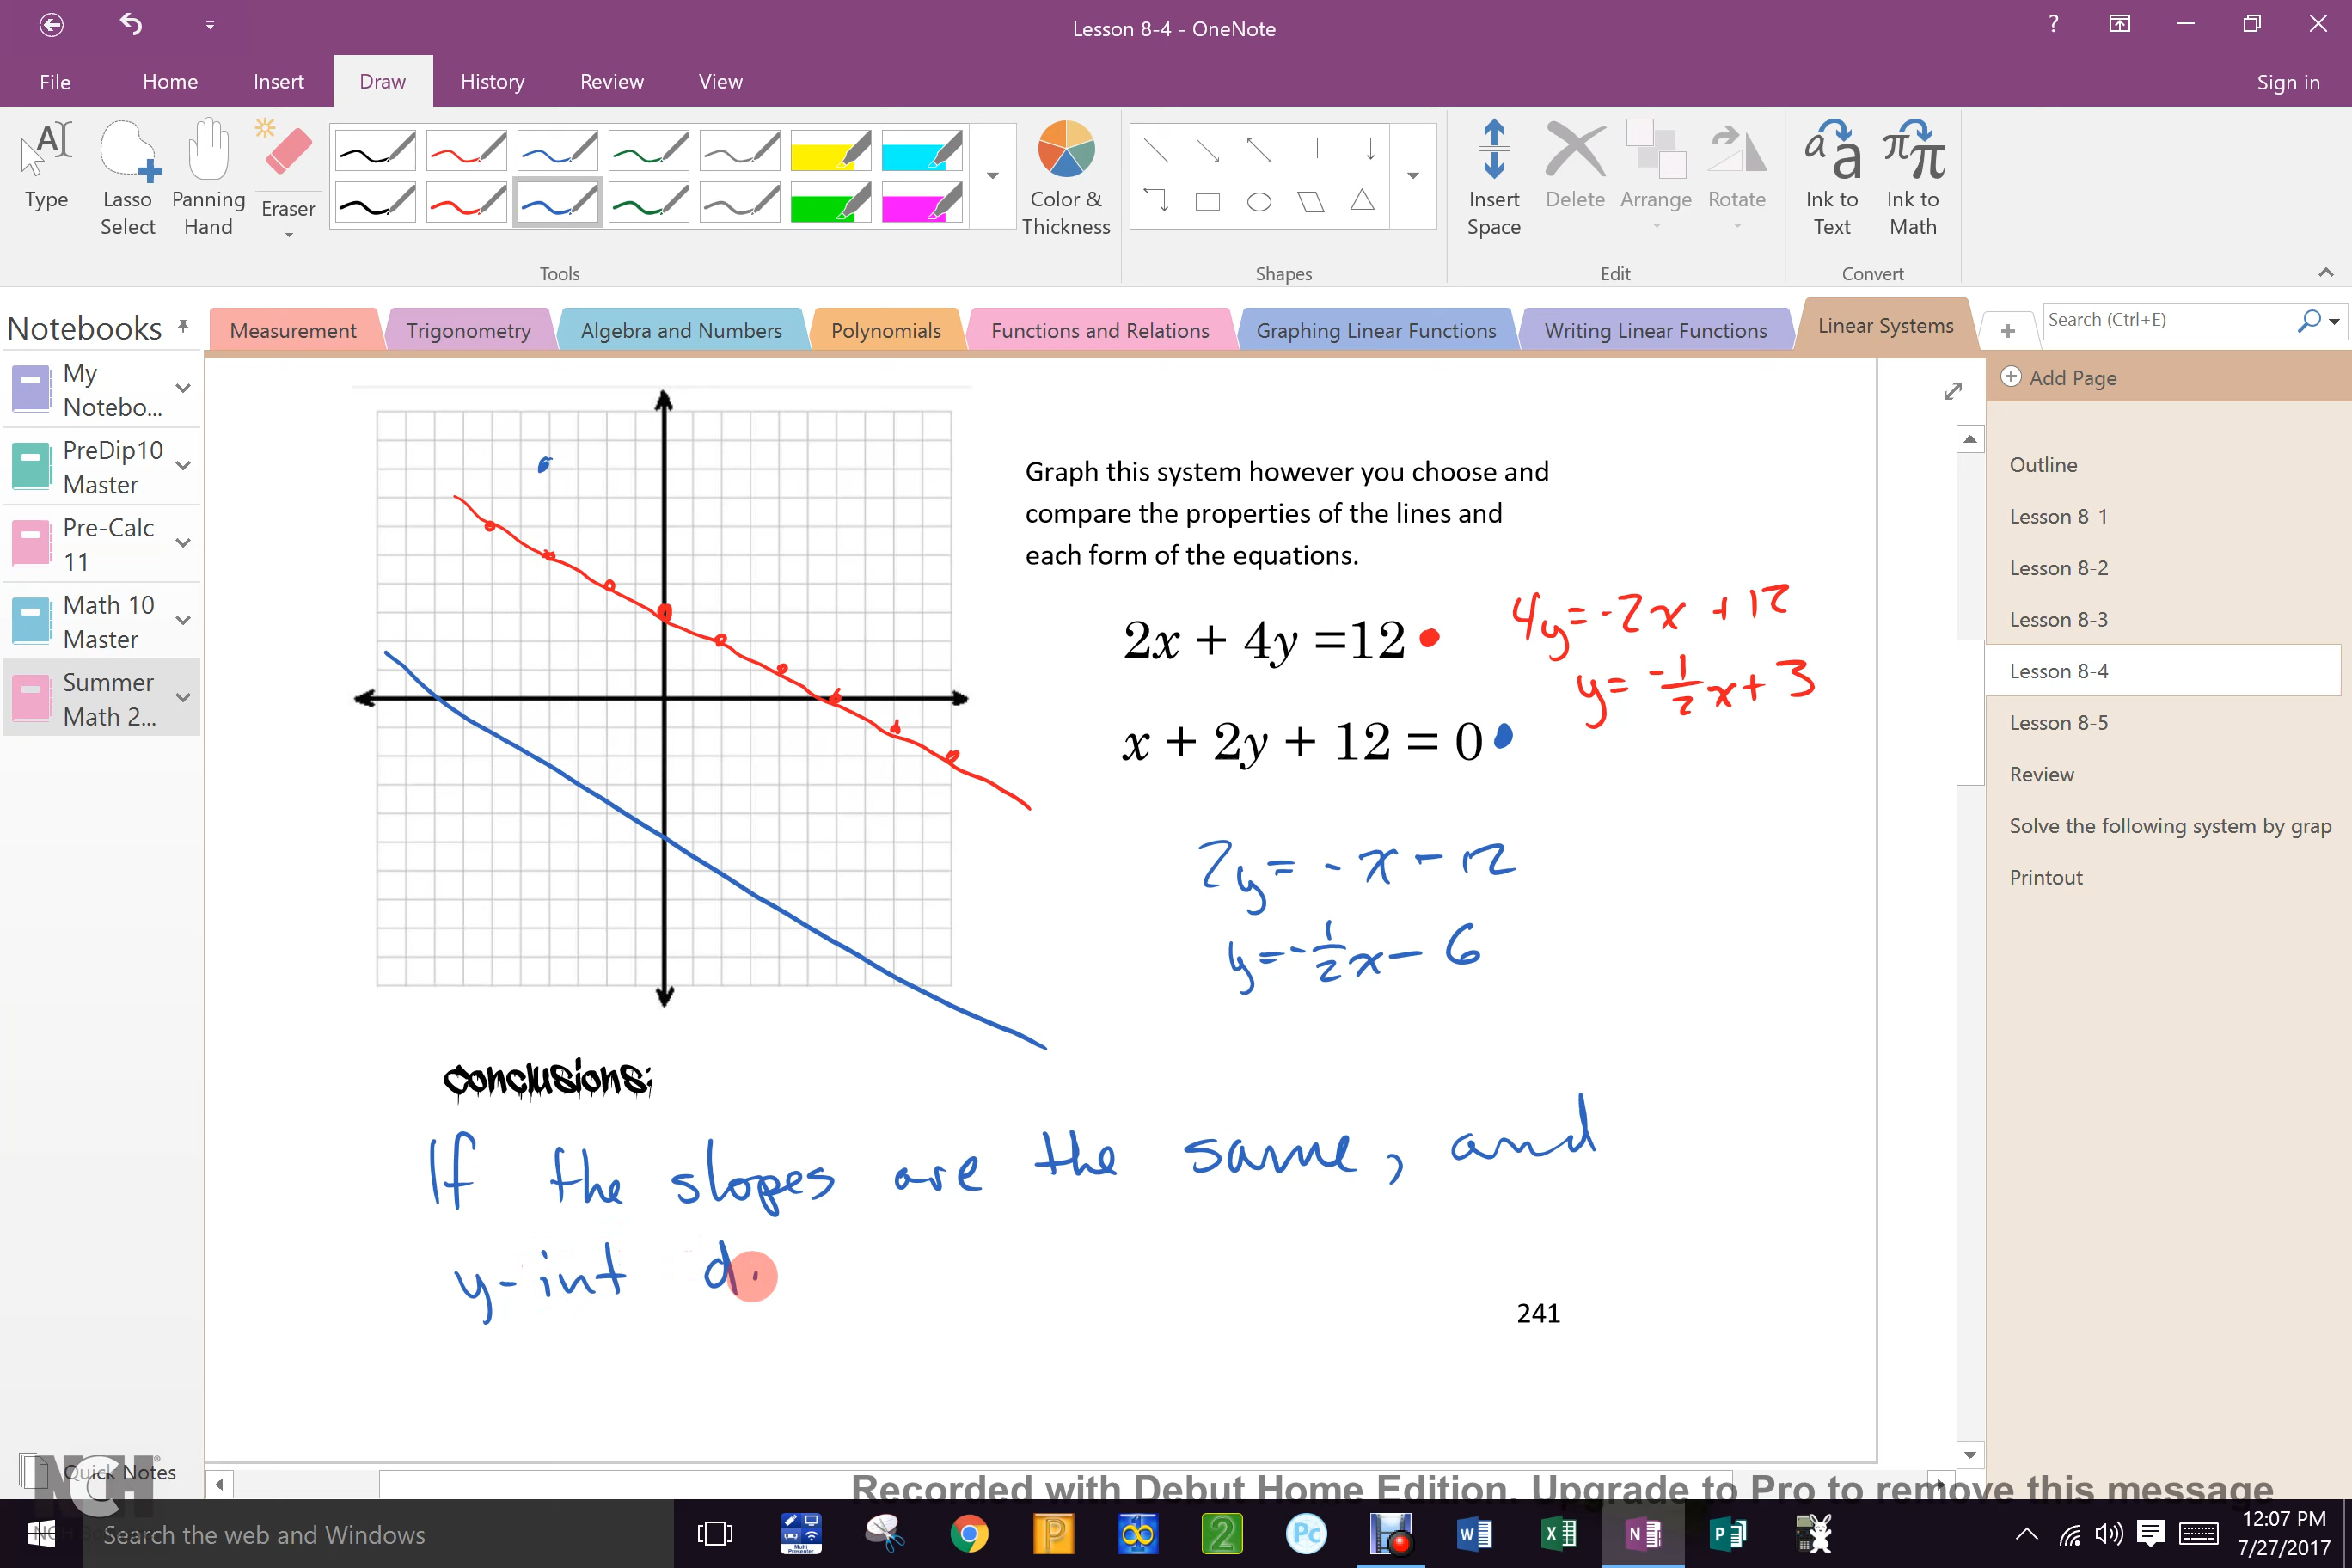 Lesson 8-4 - OneNote
?
File Home Insert Draw History Review View
Sign in
Type
Lasso Select
Panning Hand
Eraser
Color & Thickness
Insert Space
Delete
Arrange
Rotate
Ink to Text
Ink to Math
Tools
Shapes
Edit
Convert
Notebooks
Measurement
Trigonometry
Algebra and Numbers
Polynomials
Functions and Relations
Graphing Linear Functions
Writing Linear Functions
Linear Systems
Search (Ctrl+E)
My Notebo...
PreDip10 Master
Pre-Calc 11
Math 10 Master
Summer Math 2...
Quick Notes
Graph this system however you choose and
compare the properties of the lines and
each form of the equations.
2x + 4y =12
4y = -2x + 12
y = -1/2x + 3
x + 2y + 12 = 0
2y = -x - 12
y = -1/2x - 6
Conclusions:
If the slopes are the same, and
y-int d
241
Add Page
Outline
Lesson 8-1
Lesson 8-2
Lesson 8-3
Lesson 8-4
Lesson 8-5
Review
Solve the following system by grap
Printout
NCH
Recorded with Debut Home Edition. Upgrade to Pro to remove this message
Search the web and Windows
12:07 PM
7/27/2017